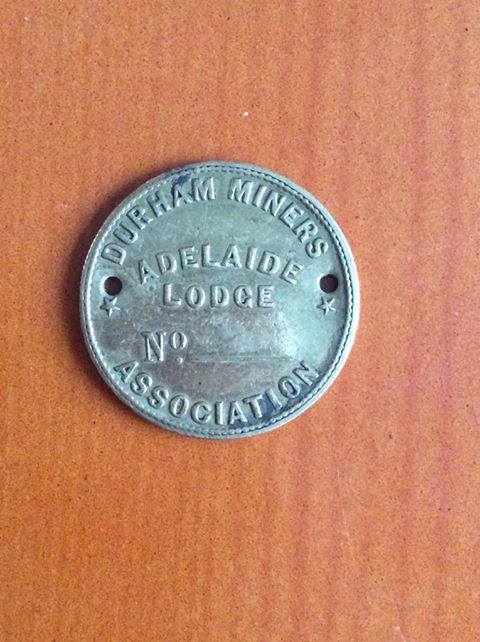 DURHAM MINERS
ADELAIDE
LODGE
No
ASSOCIATION